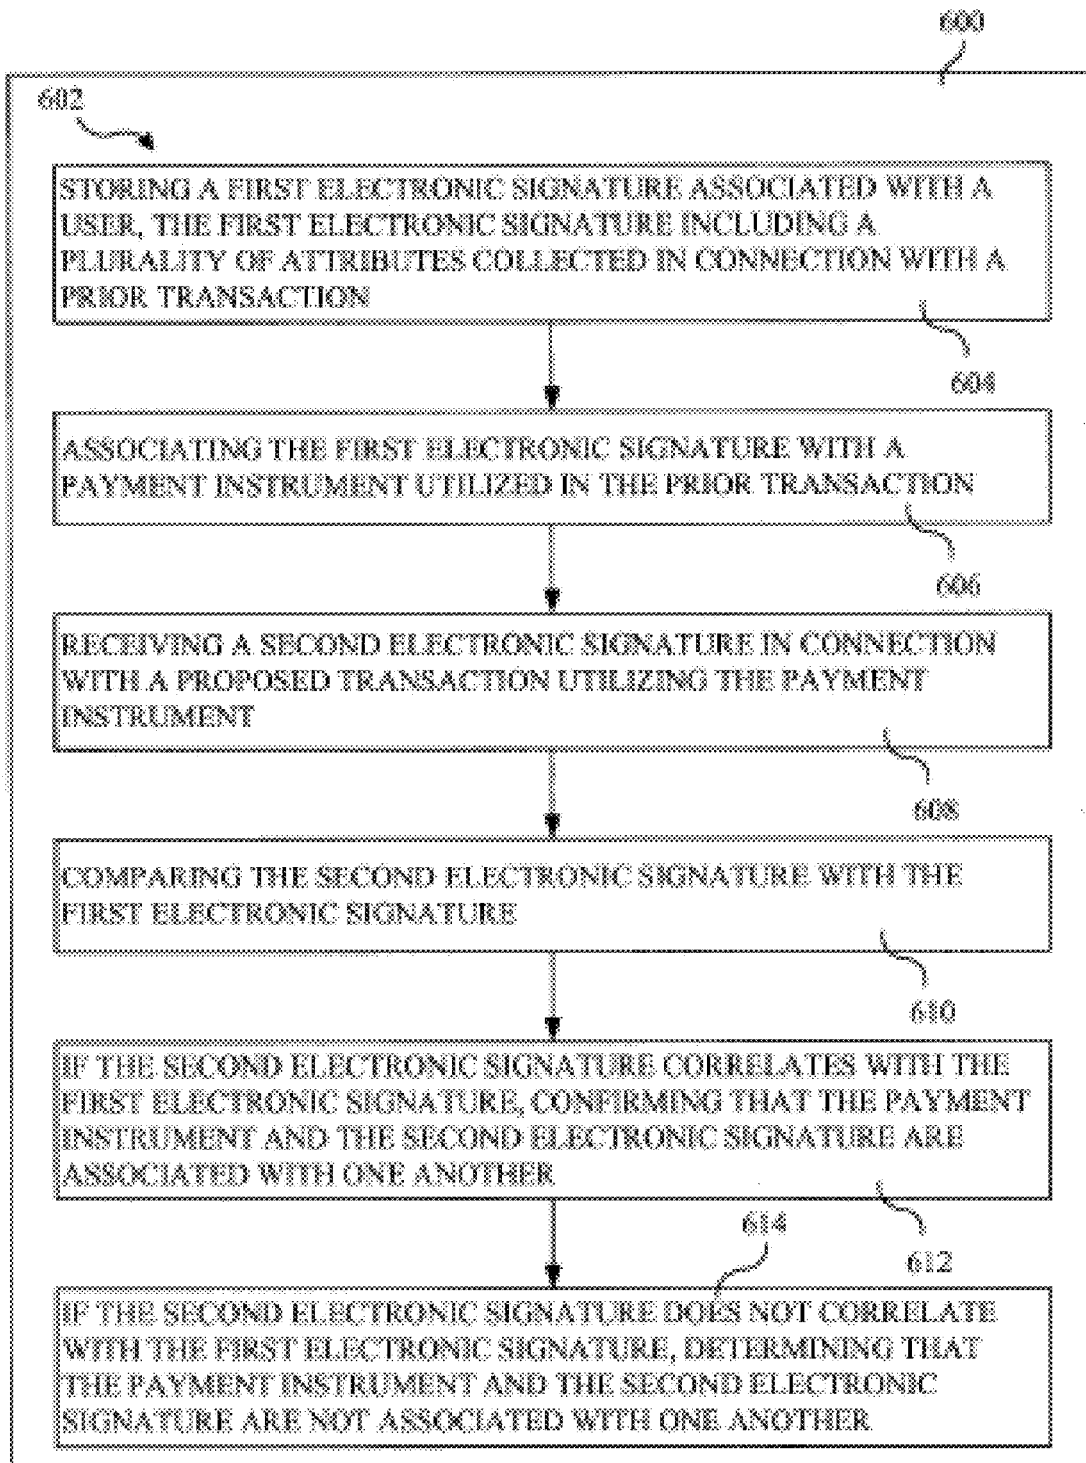 600
602
STORING A FIRST ELECTRONIC SIGNATURE ASSOCIATED WITH A
USER, THE FIRST ELECTRONIC SIGNATURE INCLUDING A
PLURALITY OF ATTRIBUTES COLLECTED IN CONNECTION WITH A
PRIOR TRANSACTION
604
ASSOCIATING THE FIRST ELECTRONIC SIGNATURE WITH A
PAYMENT INSTRUMENT UTILIZED IN THE PRIOR TRANSACTION
606
RECEIVING A SECOND ELECTRONIC SIGNATURE IN CONNECTION
WITH A PROPOSED TRANSACTION UTILIZING THE PAYMENT
INSTRUMENT
608
COMPARING THE SECOND ELECTRONIC SIGNATURE WITH THE
FIRST ELECTRONIC SIGNATURE
610
IF THE SECOND ELECTRONIC SIGNATURE CORRELATES WITH THE
FIRST ELECTRONIC SIGNATURE, CONFIRMING THAT THE PAYMENT
INSTRUMENT AND THE SECOND ELECTRONIC SIGNATURE ARE
ASSOCIATED WITH ONE ANOTHER
612
614
IF THE SECOND ELECTRONIC SIGNATURE DOES NOT CORRELATE
WITH THE FIRST ELECTRONIC SIGNATURE, DETERMINING THAT
THE PAYMENT INSTRUMENT AND THE SECOND ELECTRONIC
SIGNATURE ARE NOT ASSOCIATED WITH ONE ANOTHER